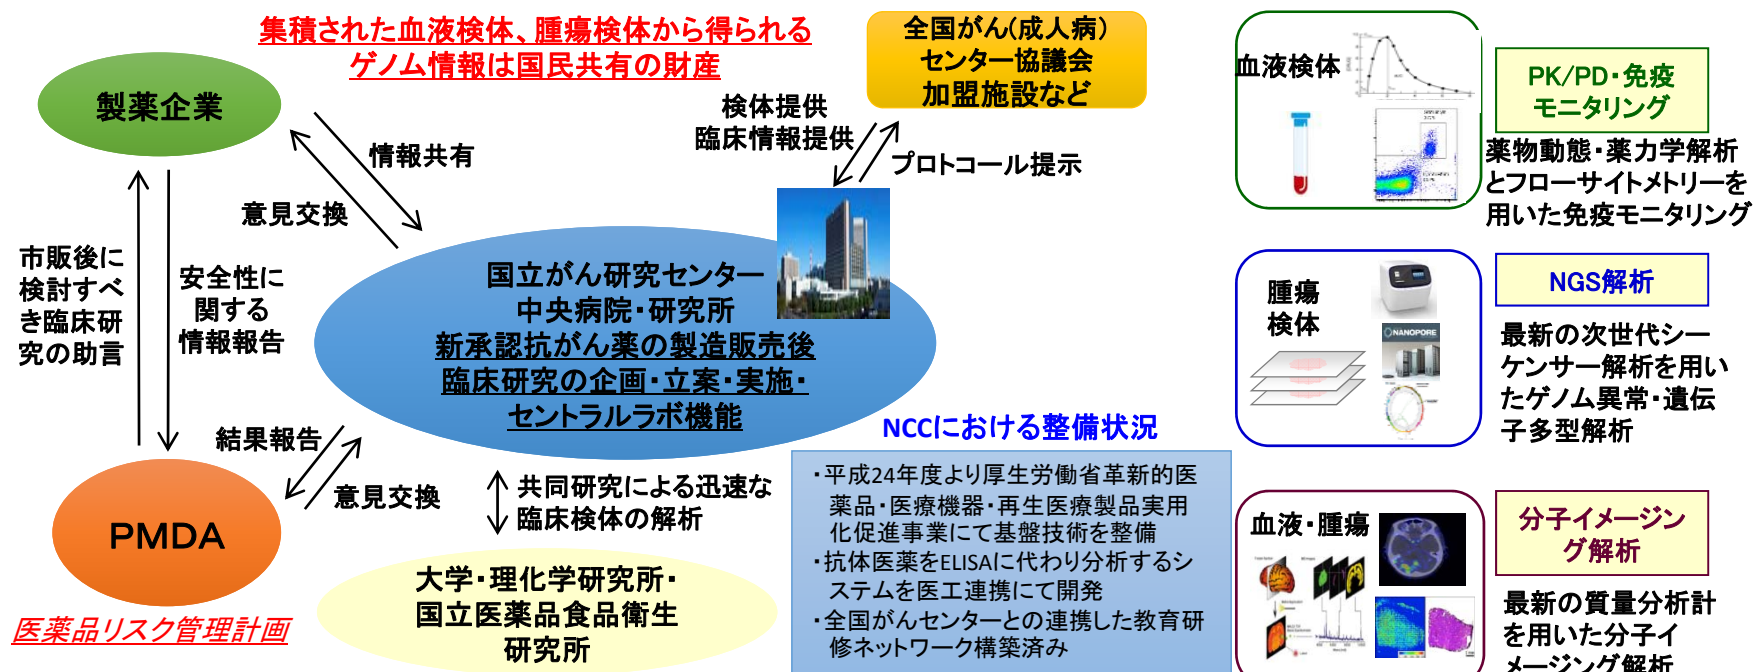 集積された血液検体、腫瘍検体から得られる
ゲノム情報は国民共有の財産
製薬企業
情報共有
意見交換
市販後に
検討すべ
き臨床研
究の助言
安全性に
関する
情報報告
全国がん(成人病)
センター協議会
加盟施設など
検体提供
臨床情報提供
プロトコール提示
国立がん研究センター
中央病院・研究所
新承認抗がん薬の製造販売後
臨床研究の企画・立案・実施・
セントラルラボ機能
結果報告
意見交換
PMDA
医薬品リスク管理計画
共同研究による迅速な
臨床検体の解析
大学・理化学研究所・
国立医薬品食品衛生
研究所
NCCにおける整備状況
・平成24年度より厚生労働省革新的医
薬品・医療機器・再生医療製品実用
化促進事業にて基盤技術を整備
・抗体医薬をELISAに代わり分析するシ
ステムを医工連携にて開発
・全国がんセンターとの連携した教育研
修ネットワーク構築済み
血液検体
PK/PD・免疫
モニタリング
薬物動態・薬力学解析
とフローサイトメトリーを
用いた免疫モニタリング
腫瘍
検体
NANOPORE
NGS解析
最新の次世代シー
ケンサー解析を用い
たゲノム異常・遺伝
子多型解析
血液・腫瘍
分子イメージン
グ解析
最新の質量分析計
を用いた分子イ
メージング解析